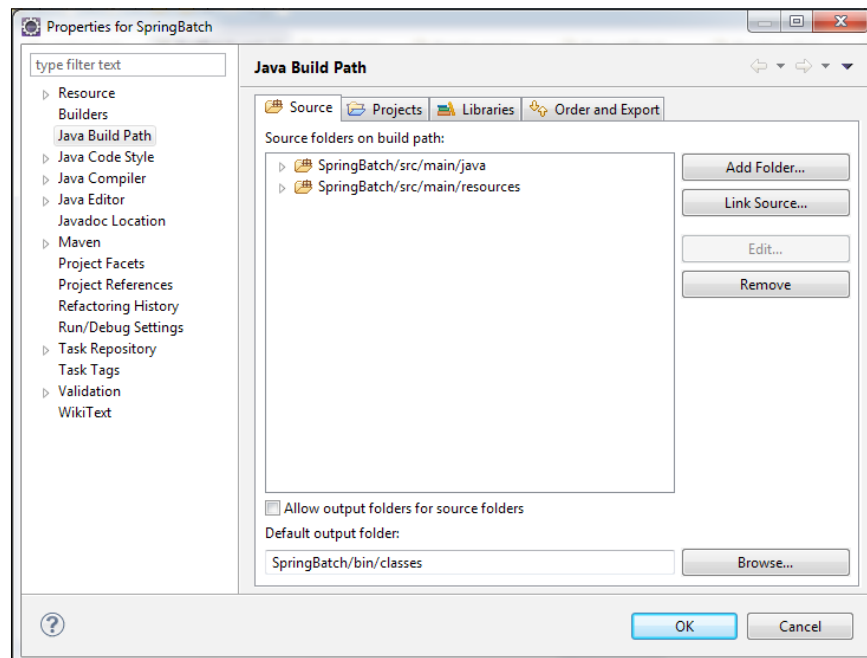 Properties for SpringBatch
type filter text
Resource
Builders
Java Build Path
Java Code Style
Java Compiler
Java Editor
Javadoc Location
Maven
Project Facets
Project References
Refactoring History
Run/Debug Settings
Task Repository
Task Tags
Validation
WikiText
Java Build Path
Source Projects Libraries Order and Export
Source folders on build path:
SpringBatch/src/main/java
SpringBatch/src/main/resources
Add Folder...
Link Source...
Edit...
Remove
Allow output folders for source folders
Default output folder:
SpringBatch/bin/classes
Browse...
OK
Cancel